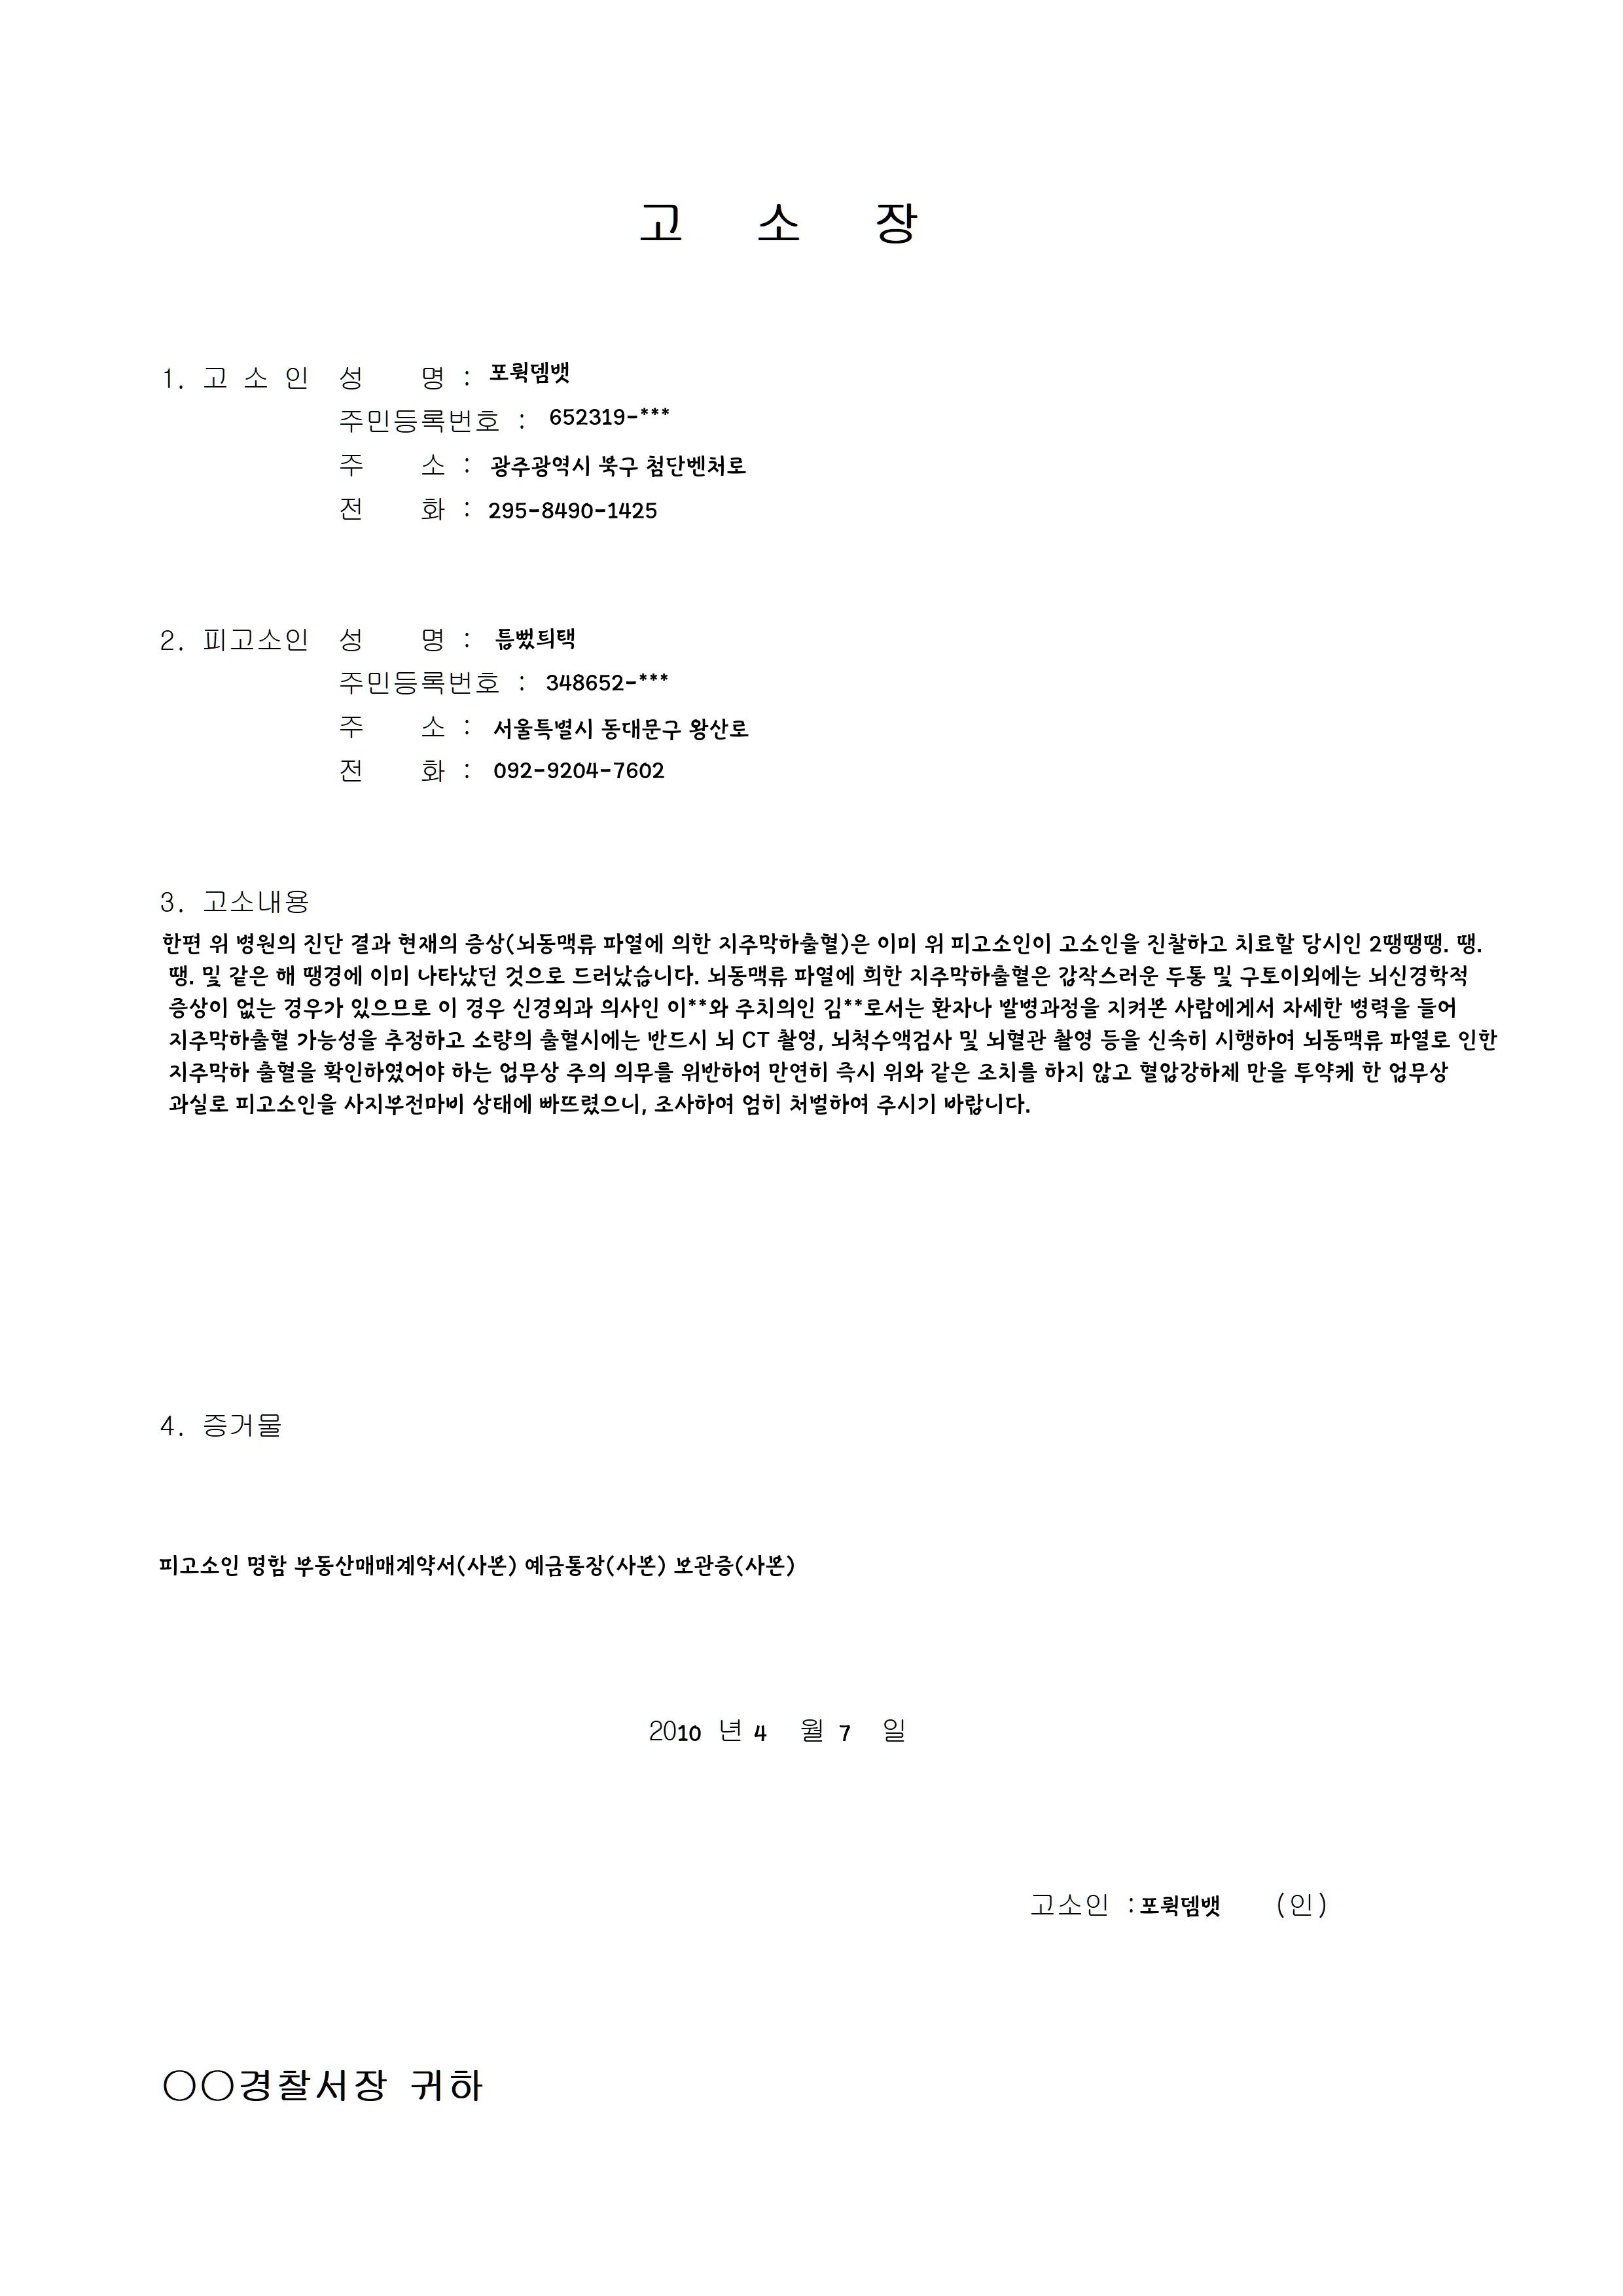 고 소 장
1. 고 소 인 성 명 : 포뤅뎀뱃
주민등록번호 : 652319-***
주 소 : 광주광역시 북구 첨단벤처로
전 화 : 295-8490-1425
2. 피고소인 성 명 : 틂뻤틔택
주민등록번호 : 348652-***
주 소 : 서울특별시 동대문구 왕산로
전 화 : 092-9204-7602
3. 고소내용
한편 위 병원의 진단 결과 현재의 증상(뇌동맥류 파열에 의한 지주막하출혈)은 이미 위 피고소인이 고소인을 진찰하고 치료할 당시인 2땡땡땡. 땡.
땡. 및 같은 해 땡경에 이미 나타났던 것으로 드러났습니다. 뇌동맥류 파열에 희한 지주막하출혈은 갑작스러운 두통 및 구토이외에는 뇌신경학적
증상이 없는 경우가 있으므로 이 경우 신경외과 의사인 이**와 주치의인 김**로서는 환자나 발병과정을 지켜본 사람에게서 자세한 병력을 들어
지주막하출혈 가능성을 추정하고 소량의 출혈시에는 반드시 뇌 CT 촬영, 뇌척수액검사 및 뇌혈관 촬영 등을 신속히 시행하여 뇌동맥류 파열로 인한
지주막하 출혈을 확인하였어야 하는 업무상 주의 의무를 위반하여 만연히 즉시 위와 같은 조치를 하지 않고 혈압강하제 만을 투약케 한 업무상
과실로 피고소인을 사지부전마비 상태에 빠뜨렸으니, 조사하여 엄히 처벌하여 주시기 바랍니다.
4. 증거물
피고소인 명함 부동산매매계약서(사본) 예금통장(사본) 보관증(사본)
2010 년 4 월 7 일
고소인 : 포뤅뎀뱃 (인)
○○경찰서장 귀하